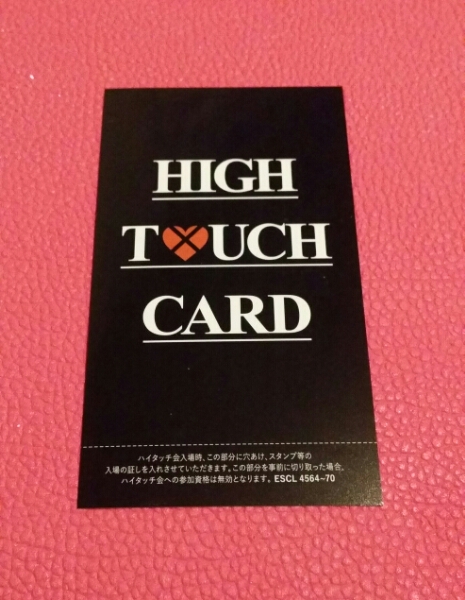 HIGH
TOUCH
CARD
ハイタッチ会入場時、この部分に穴あけ、スタンプ等の
入場の証しを入れさせていただきます。この部分を事前に切り取った場合、
ハイタッチ会への参加資格は無効となります。ESCL 4564~70